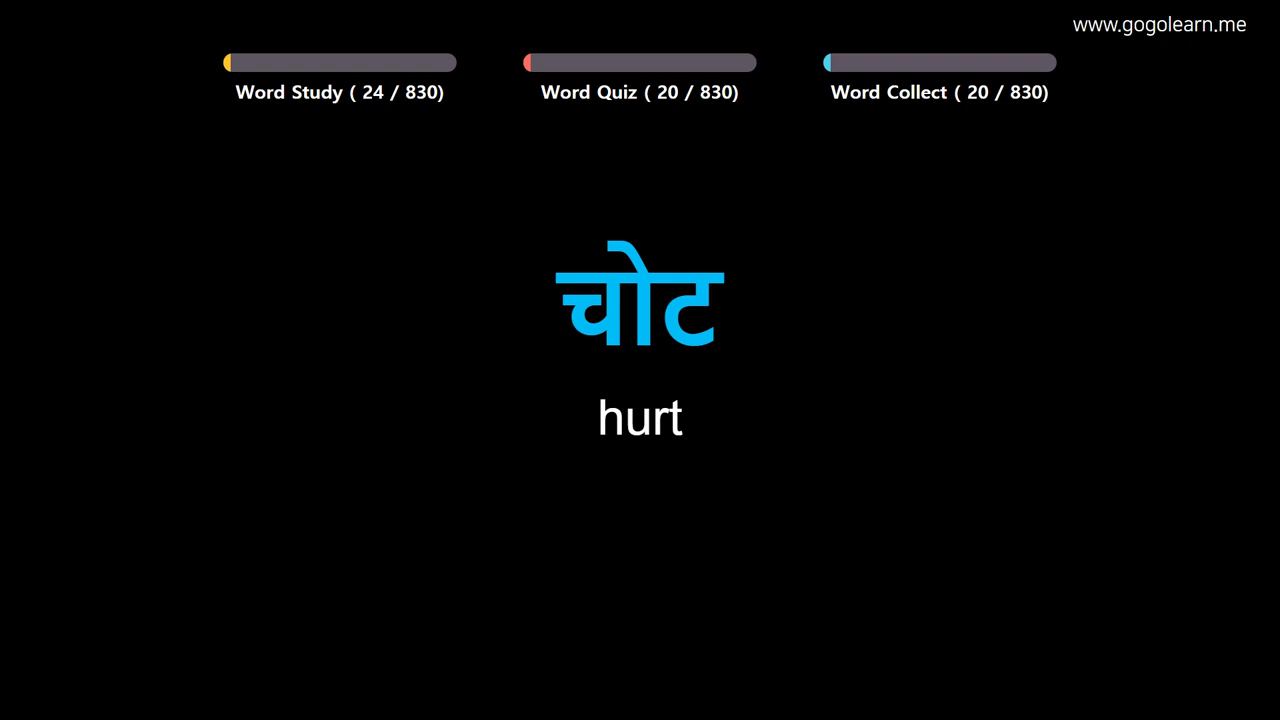 www.gogolearn.me
Word Study ( 24 / 830)
Word Quiz ( 20 / 830)
Word Collect ( 20 / 830)
चोट
hurt